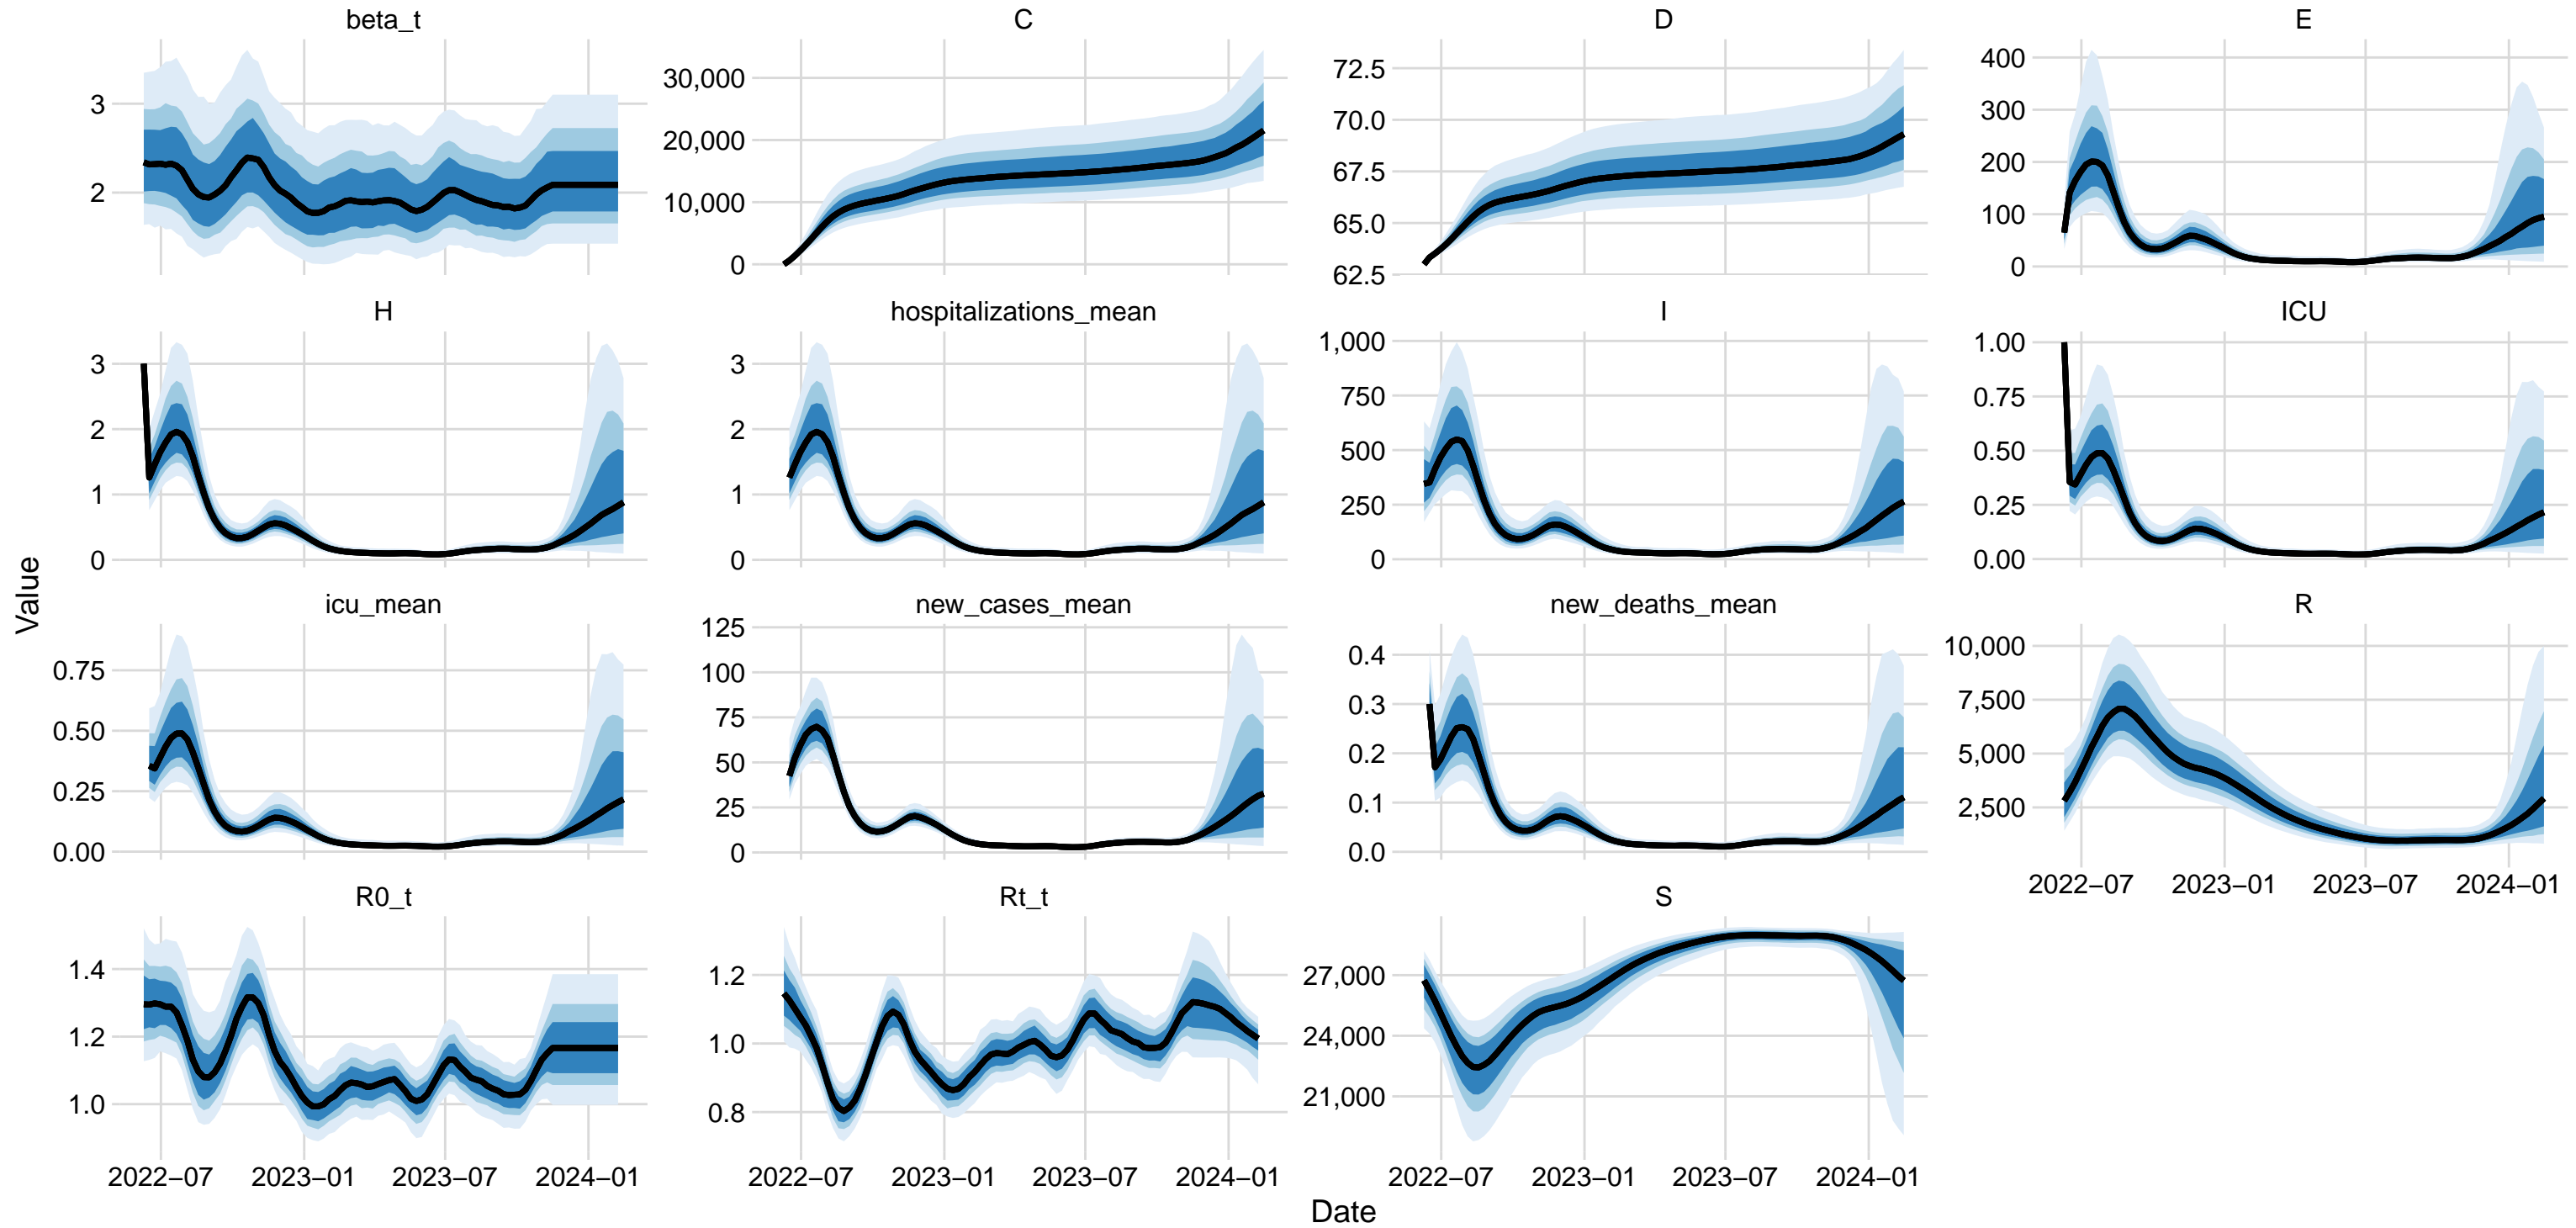 beta_t
C
D
E
3
2
30,000
20,000
10,000
0
72.5
70.0
67.5
65.0
62.5
400
300
200
100
0
H
hospitalizations_mean
I
ICU
3
2
1
0
3
2
1
0
1,000
750
500
250
0
1.00
0.75
0.50
0.25
0.00
Value
icu_mean
new_cases_mean
new_deaths_mean
R
0.75
0.50
0.25
0.00
125
100
75
50
25
0
0.4
0.3
0.2
0.1
0.0
10,000
7,500
5,000
2,500
2022−07 2023−01 2023−07 2024−01
R0_t
Rt_t
S
1.4
1.2
1.0
1.2
1.0
0.8
27,000
24,000
21,000
2022−07 2023−01 2023−07 2024−01
2022−07 2023−01 2023−07 2024−01
2022−07 2023−01 2023−07 2024−01
Date